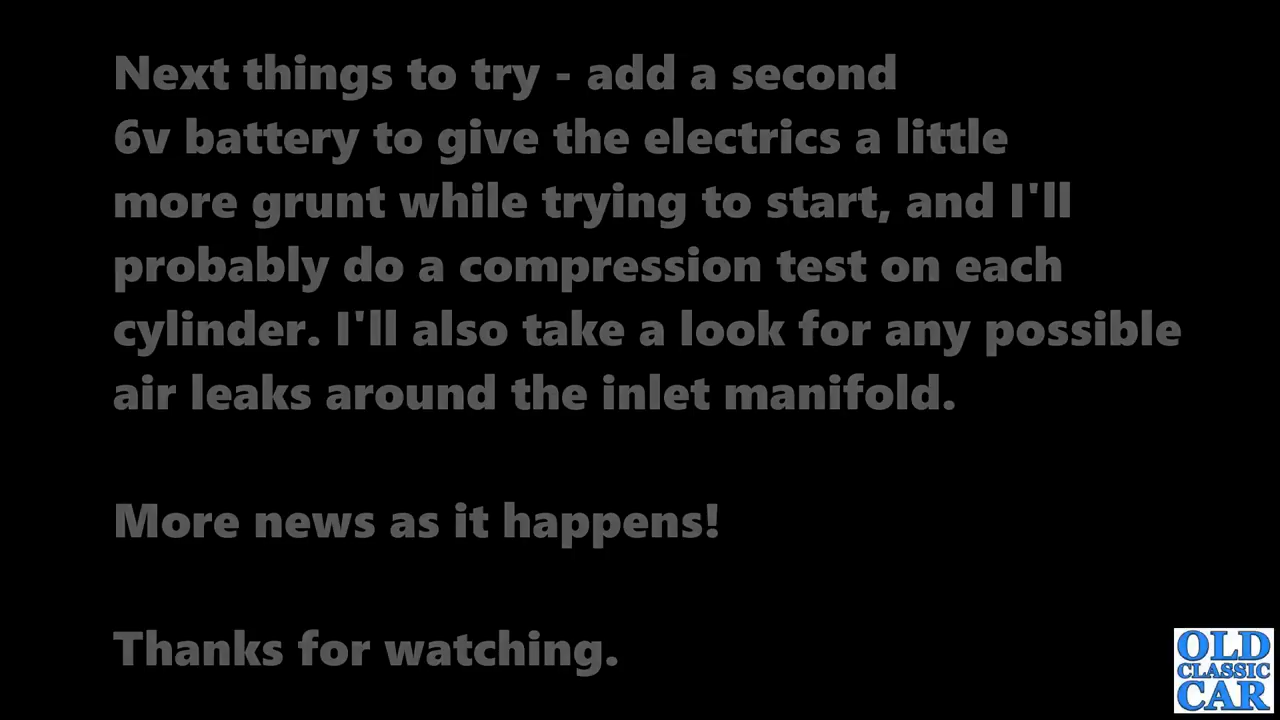 Next things to try - add a second
6v battery to give the electrics a little
more grunt while trying to start, and I'll
probably do a compression test on each
cylinder. I'll also take a look for any possible
air leaks around the inlet manifold.
More news as it happens!
Thanks for watching.
OLD
CLASSIC
CAR